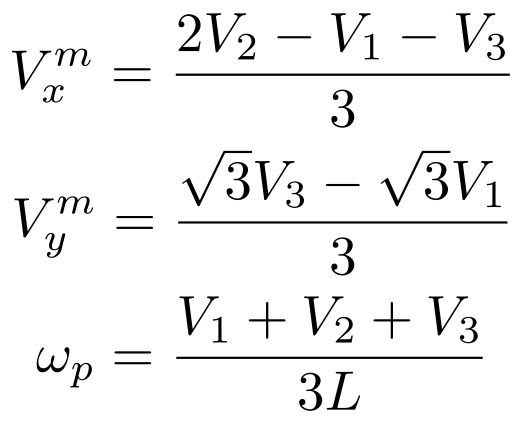 V_x^m = \frac{2V_2 - V_1 - V_3}{3}
V_y^m = \frac{\sqrt{3}V_3 - \sqrt{3}V_1}{3}
\omega_p = \frac{V_1 + V_2 + V_3}{3L}